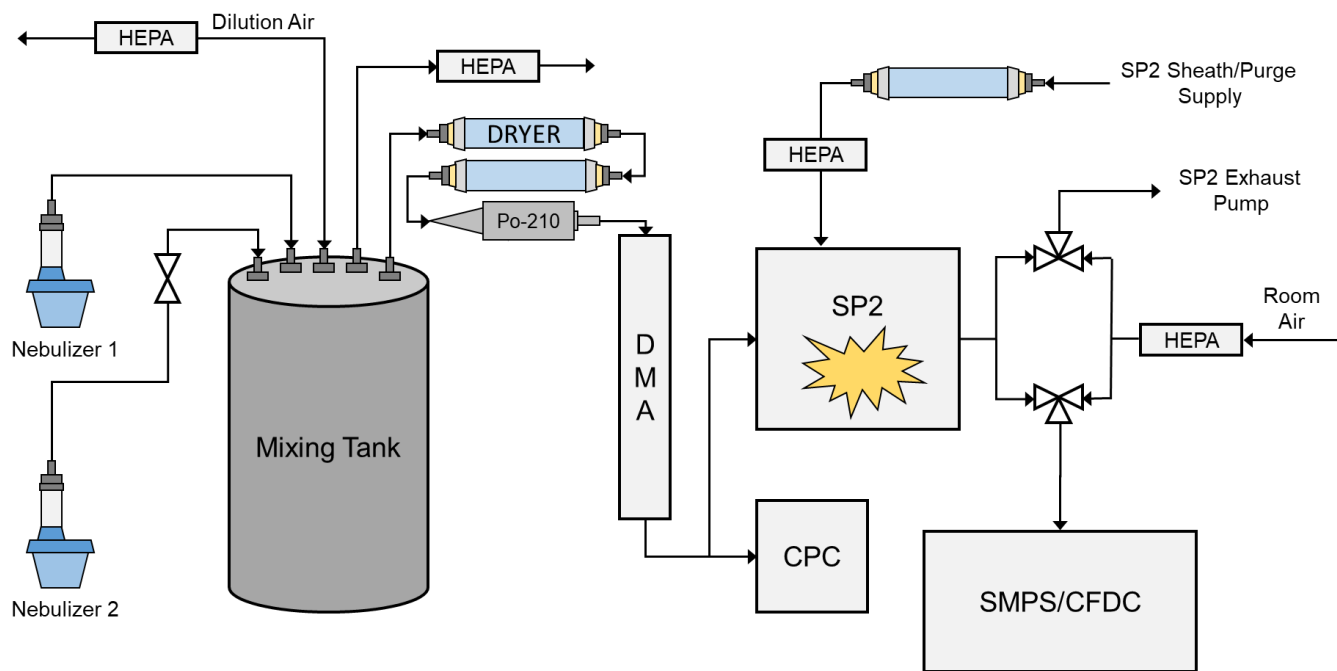 Dilution Air
HEPA
HEPA
SP2 Sheath/Purge
Supply
DRYER
HEPA
SP2 Exhaust
Pump
Po-210
Nebulizer 1
DMA
SP2
Room
Air
HEPA
Mixing Tank
CPC
SMPS/CFDC
Nebulizer 2